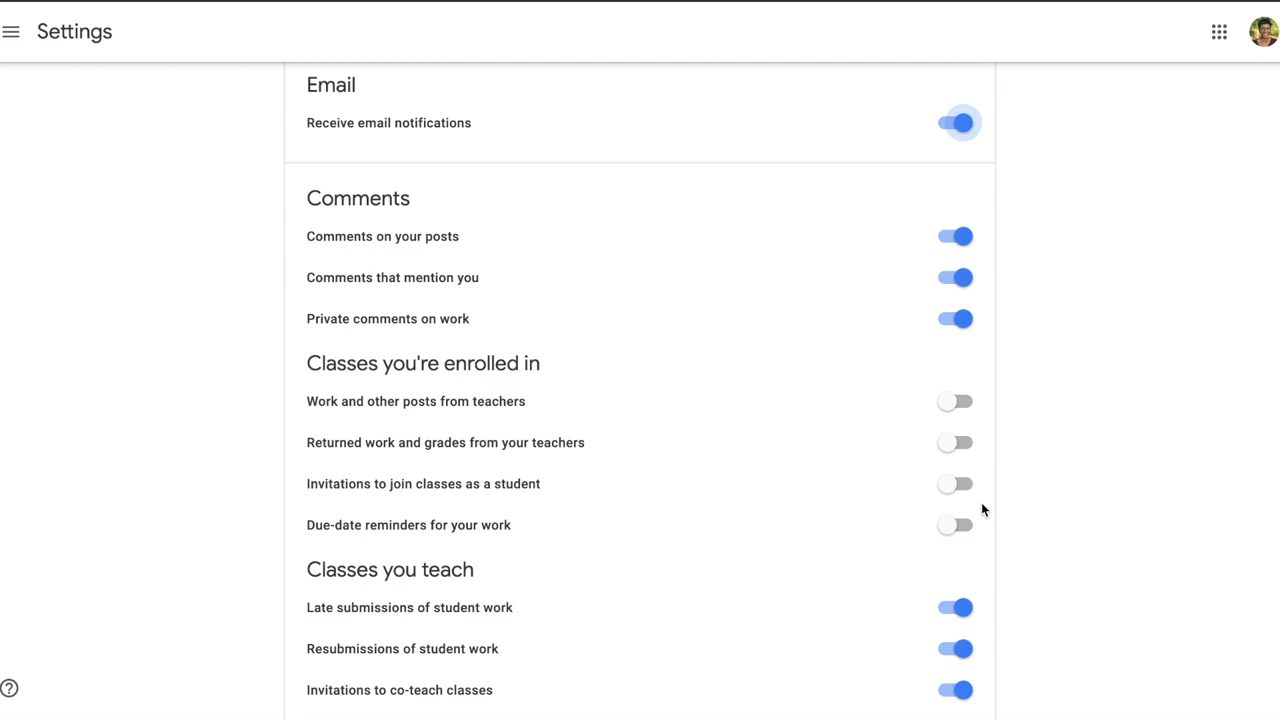 Settings
Email
Receive email notifications
Comments
Comments on your posts
Comments that mention you
Private comments on work
Classes you're enrolled in
Work and other posts from teachers
Returned work and grades from your teachers
Invitations to join classes as a student
Due-date reminders for your work
Classes you teach
Late submissions of student work
Resubmissions of student work
Invitations to co-teach classes